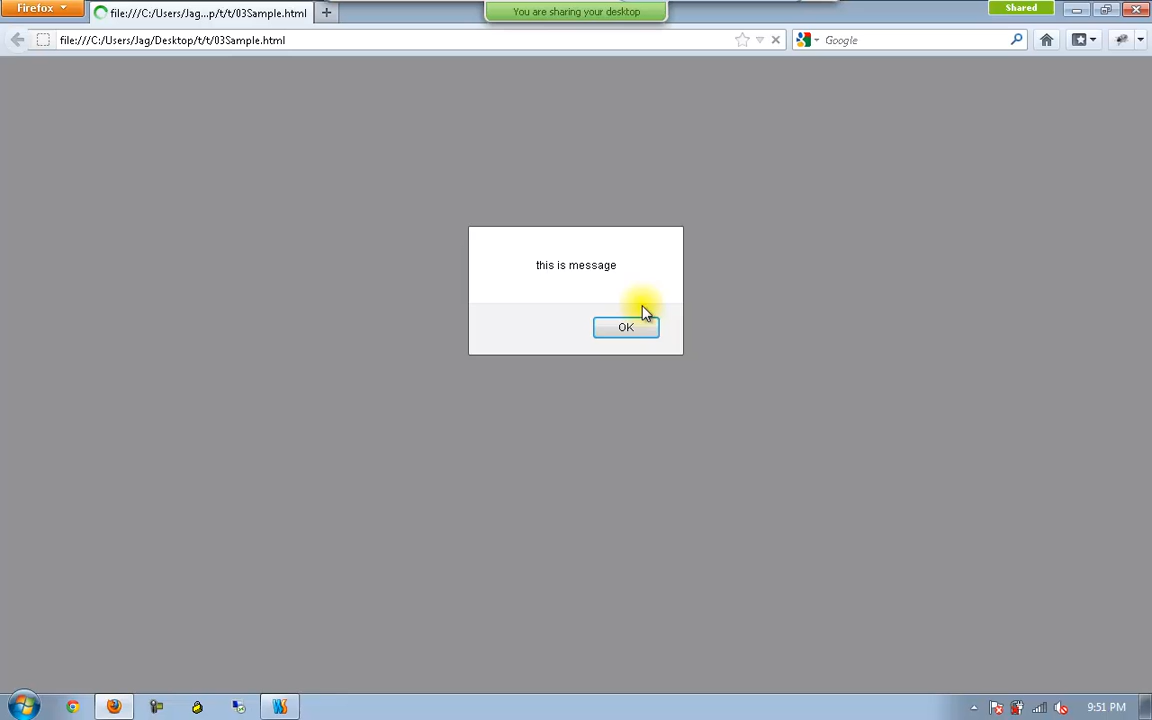 Firefox
file:///C:/Users/Jag...p/t/t/03Sample.html
You are sharing your desktop
Shared
file:///C:/Users/Jag/Desktop/t/t/03Sample.html
Google
this is message
OK
9:51 PM